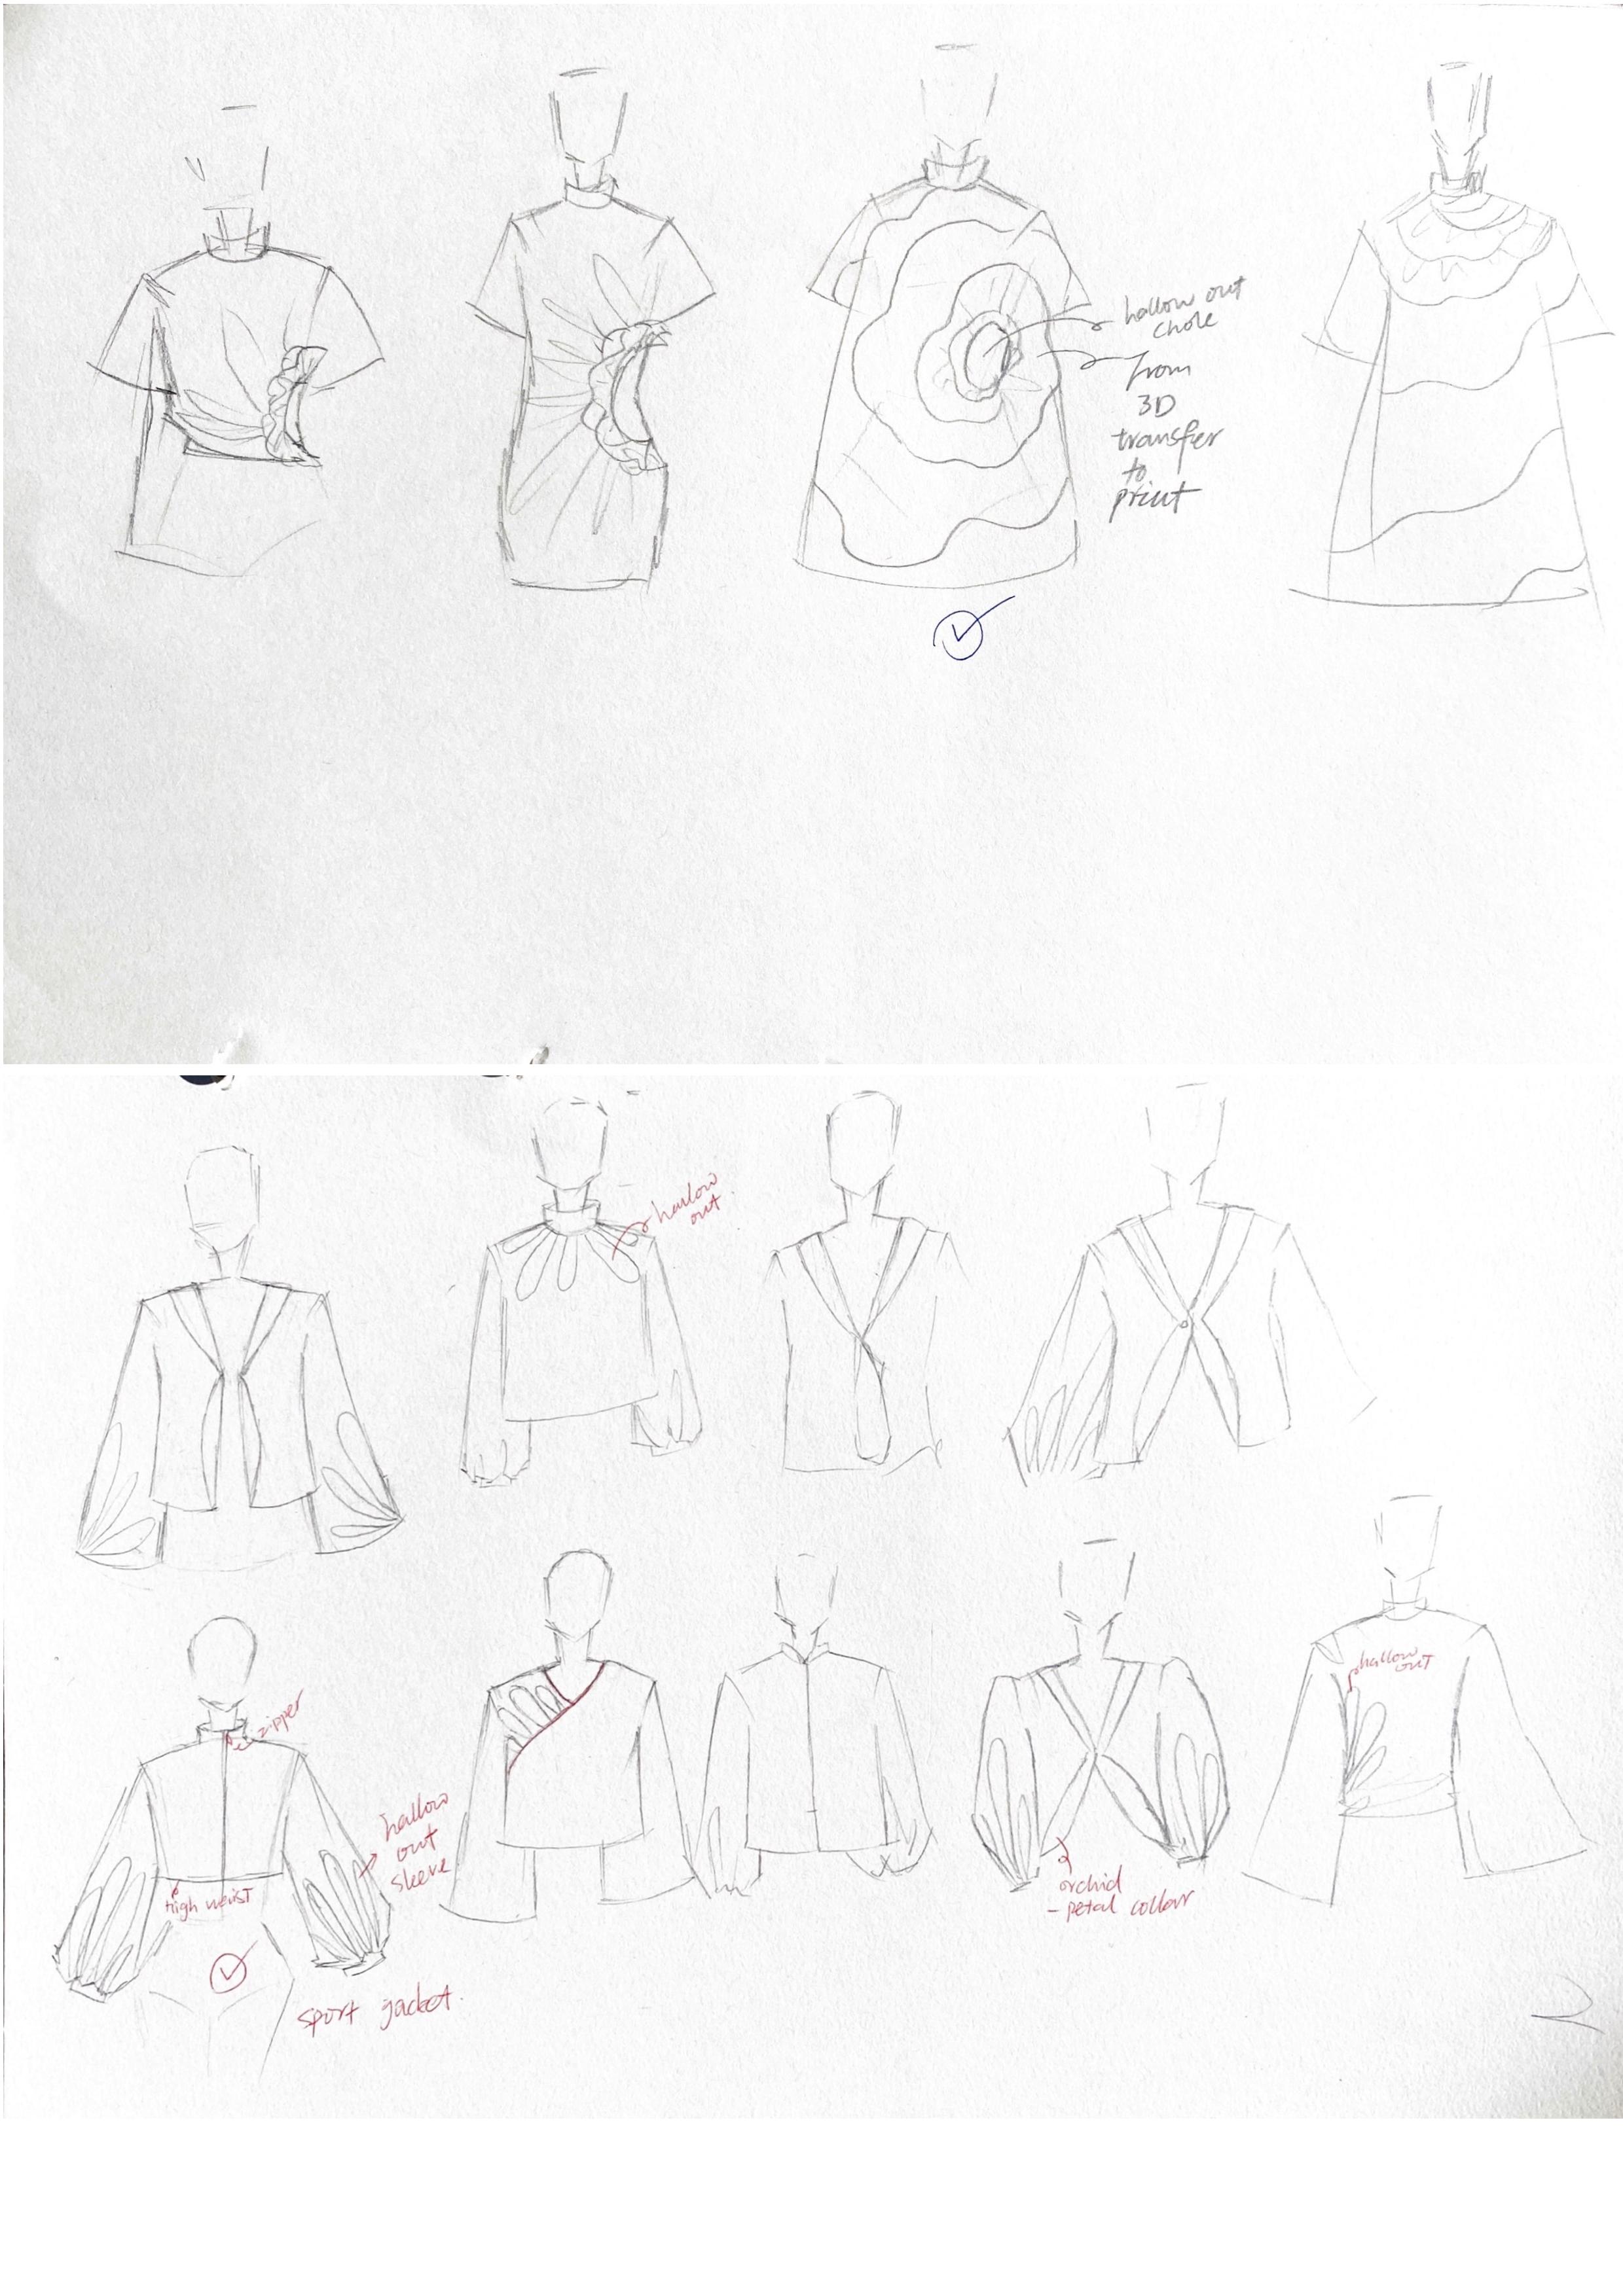 hallow out
chole
from
3D
transfer
to
print
hallow
out
zipper
hallow
out
sleeve
high weist
sport jacket.
orchid
- petal collar
hallow
out